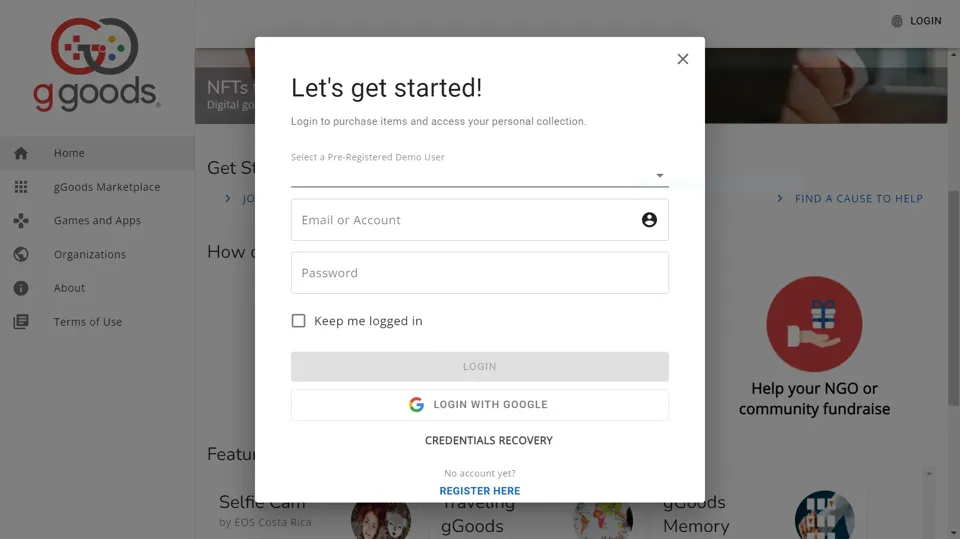 g goods
LOGIN
NFTs
Digital go
Home
gGoods Marketplace
Games and Apps
Organizations
About
Terms of Use
Get St
JO
FIND A CAUSE TO HELP
How
Help your NGO or
community fundraise
Featu
Selfie Cam
by EOS Costa Rica
Traveling
gGoods
gGoods
Memory
Let's get started!
Login to purchase items and access your personal collection.
Select a Pre-Registered Demo User
Email or Account
Password
Keep me logged in
LOGIN
LOGIN WITH GOOGLE
CREDENTIALS RECOVERY
No account yet?
REGISTER HERE